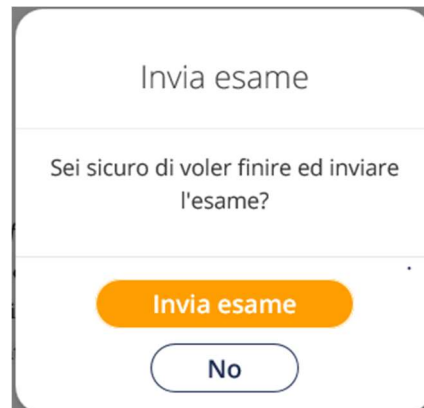 Invia esame
Sei sicuro di voler finire ed inviare
l'esame?
Invia esame
No